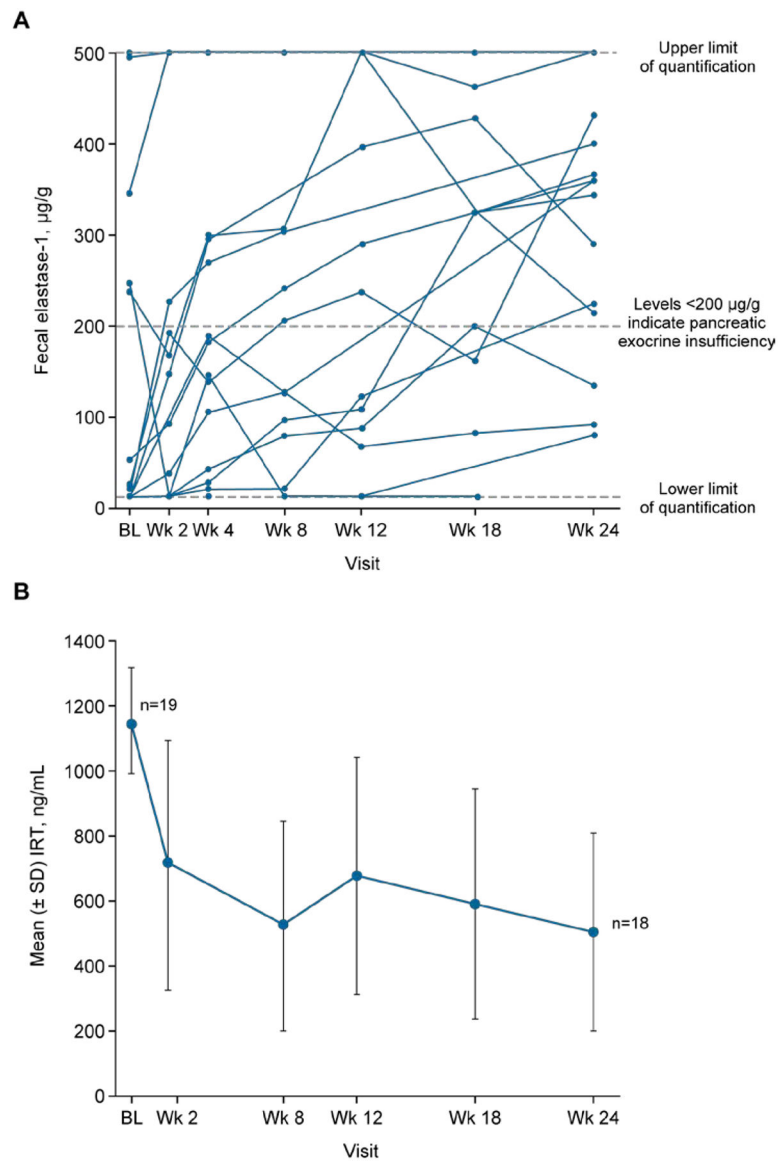 A
500
400
300
200
100
0
Fecal elastase-1, µg/g
BL Wk 2 Wk 4 Wk 8 Wk 12 Wk 18 Wk 24
Visit
Upper limit
of quantification
Levels <200 µg/g
indicate pancreatic
exocrine insufficiency
Lower limit
of quantification
B
1400
1200
1000
800
600
400
200
0
Mean (± SD) IRT, ng/mL
n=19
n=18
BL Wk 2 Wk 8 Wk 12 Wk 18 Wk 24
Visit